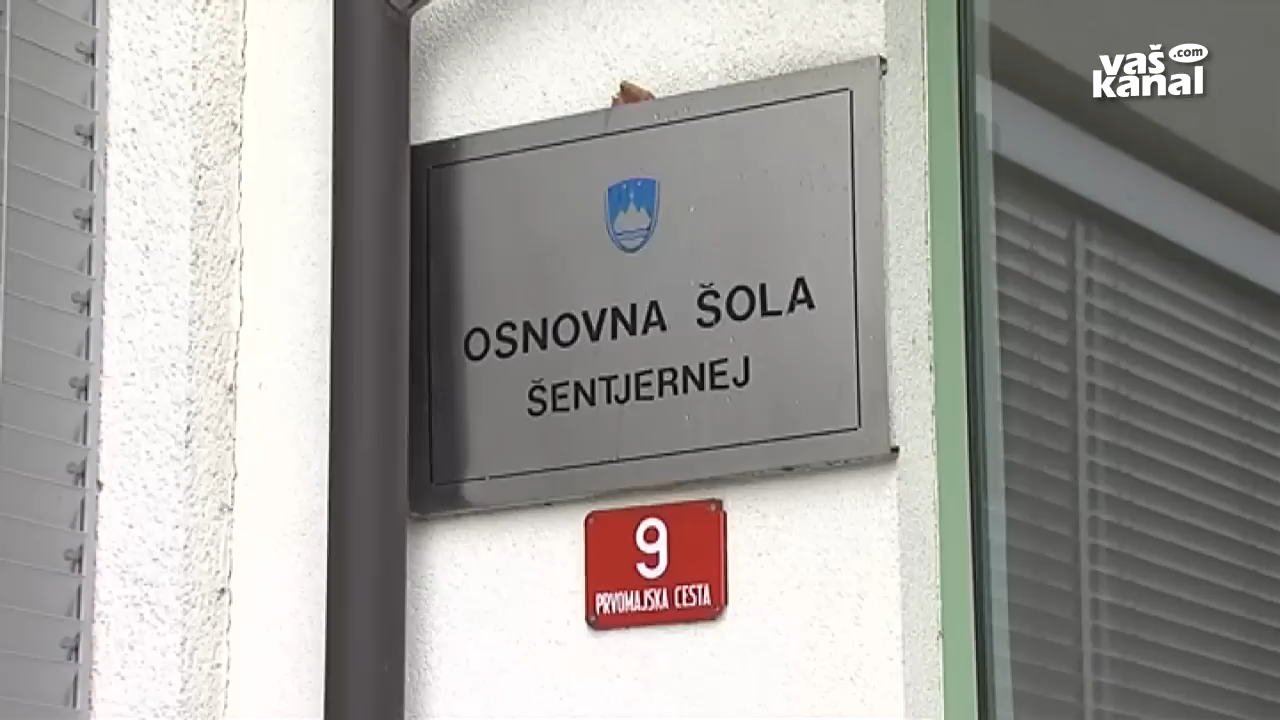 vaš .com
kanal
OSNOVNA ŠOLA
ŠENTJERNEJ
9
PRVOMAJSKA CESTA